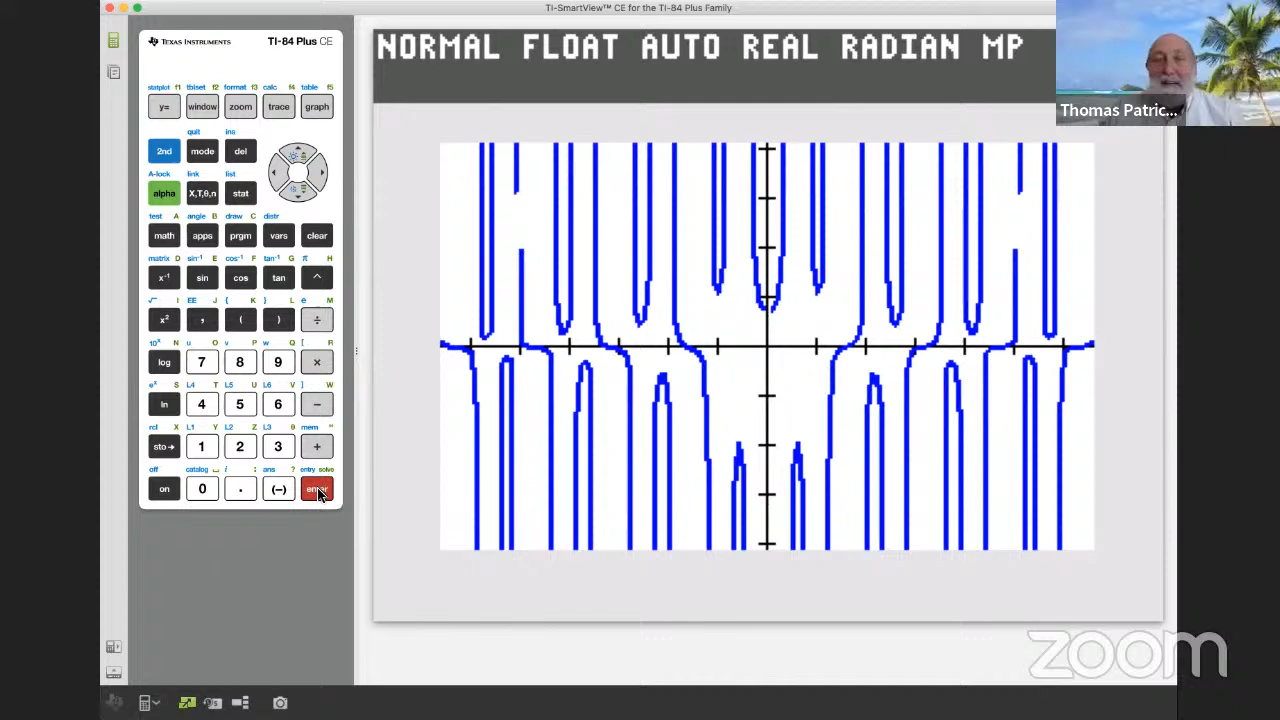 TI-SmartView™ CE for the TI-84 Plus Family
TEXAS INSTRUMENTS TI-84 Plus CE
NORMAL FLOAT AUTO REAL RADIAN MP
Thomas Patric...
statplot f1 tblset f2 format f3 calc f4 table f5
y= window zoom trace graph
quit ins
2nd mode del
A-lock link list
alpha X,T,θ,n stat
test A angle B draw C distr
math apps prgm vars clear
matrix D sin⁻¹ E cos⁻¹ F tan⁻¹ G π H
x⁻¹ sin cos tan ^
√ I EE J { K } L e M
x² , ( ) ÷
10ˣ N u O v P w Q [ R
log 7 8 9 ×
eˣ S L4 T L5 U L6 V ] W
ln 4 5 6 −
rcl X L1 Y L2 Z L3 θ mem "
sto→ 1 2 3 +
off catalog ⎵ i : ans ? entry solve
on 0 . (−) enter
zoom